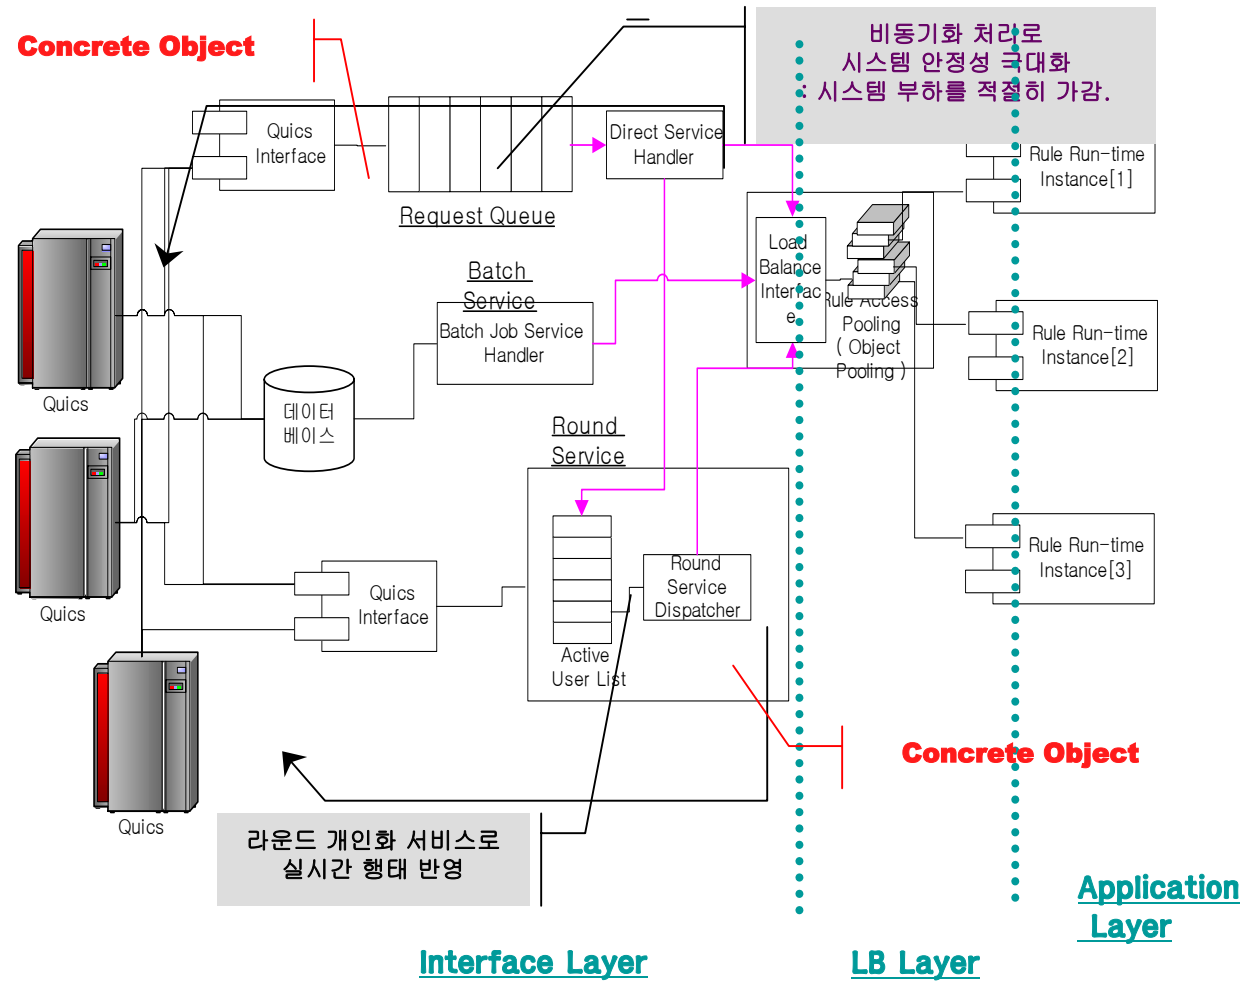 Concrete Object
비동기화 처리로
시스템 안정성 극대화
: 시스템 부하를 적절히 가감.
Quics
Interface
Direct Service
Handler
Rule Run-time
Instance[1]
Request Queue
Load
Balance
Interfac
e
Batch
Service
Batch Job Service
Handler
Rule Access
Pooling
( Object
Pooling )
Rule Run-time
Instance[2]
Quics
데이터
베이스
Round
Service
Rule Run-time
Instance[3]
Quics
Quics
Interface
Round
Service
Dispatcher
Active
User List
Concrete Object
Quics
라운드 개인화 서비스로
실시간 행태 반영
Application
Layer
Interface Layer
LB Layer